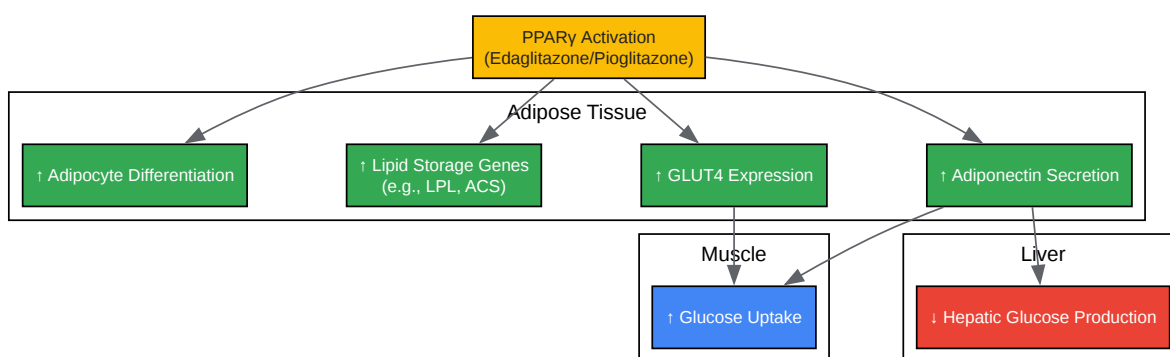 PPARγ Activation
(Edaglitazone/Pioglitazone)
Adipose Tissue
↑ Adipocyte Differentiation
↑ Lipid Storage Genes
(e.g., LPL, ACS)
↑ GLUT4 Expression
↑ Adiponectin Secretion
Muscle
↑ Glucose Uptake
Liver
↓ Hepatic Glucose Production